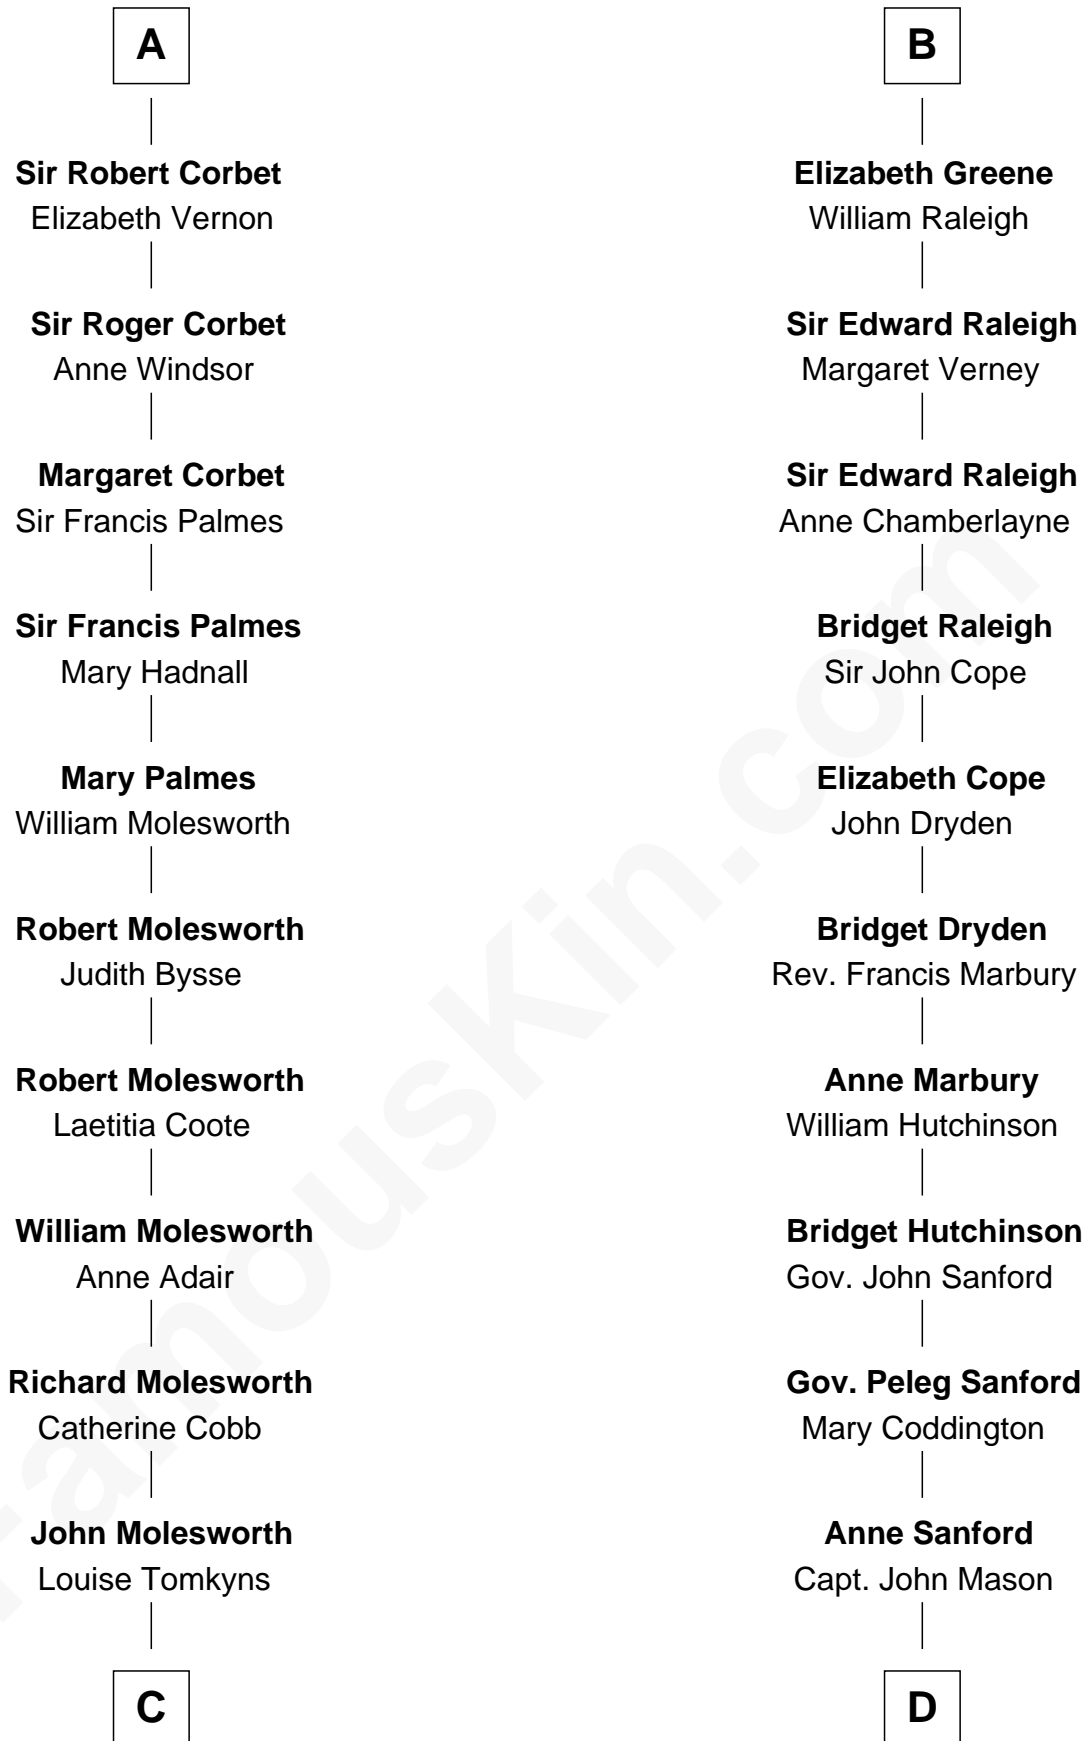 A
Sir Robert Corbet
Elizabeth Vernon
Sir Roger Corbet
Anne Windsor
Margaret Corbet
Sir Francis Palmes
Sir Francis Palmes
Mary Hadnall
Mary Palmes
William Molesworth
Robert Molesworth
Judith Bysse
Robert Molesworth
Laetitia Coote
William Molesworth
Anne Adair
Richard Molesworth
Catherine Cobb
John Molesworth
Louise Tomkyns
C
B
Elizabeth Greene
William Raleigh
Sir Edward Raleigh
Margaret Verney
Sir Edward Raleigh
Anne Chamberlayne
Bridget Raleigh
Sir John Cope
Elizabeth Cope
John Dryden
Bridget Dryden
Rev. Francis Marbury
Anne Marbury
William Hutchinson
Bridget Hutchinson
Gov. John Sanford
Gov. Peleg Sanford
Mary Coddington
Anne Sanford
Capt. John Mason
D
FamousKin.com